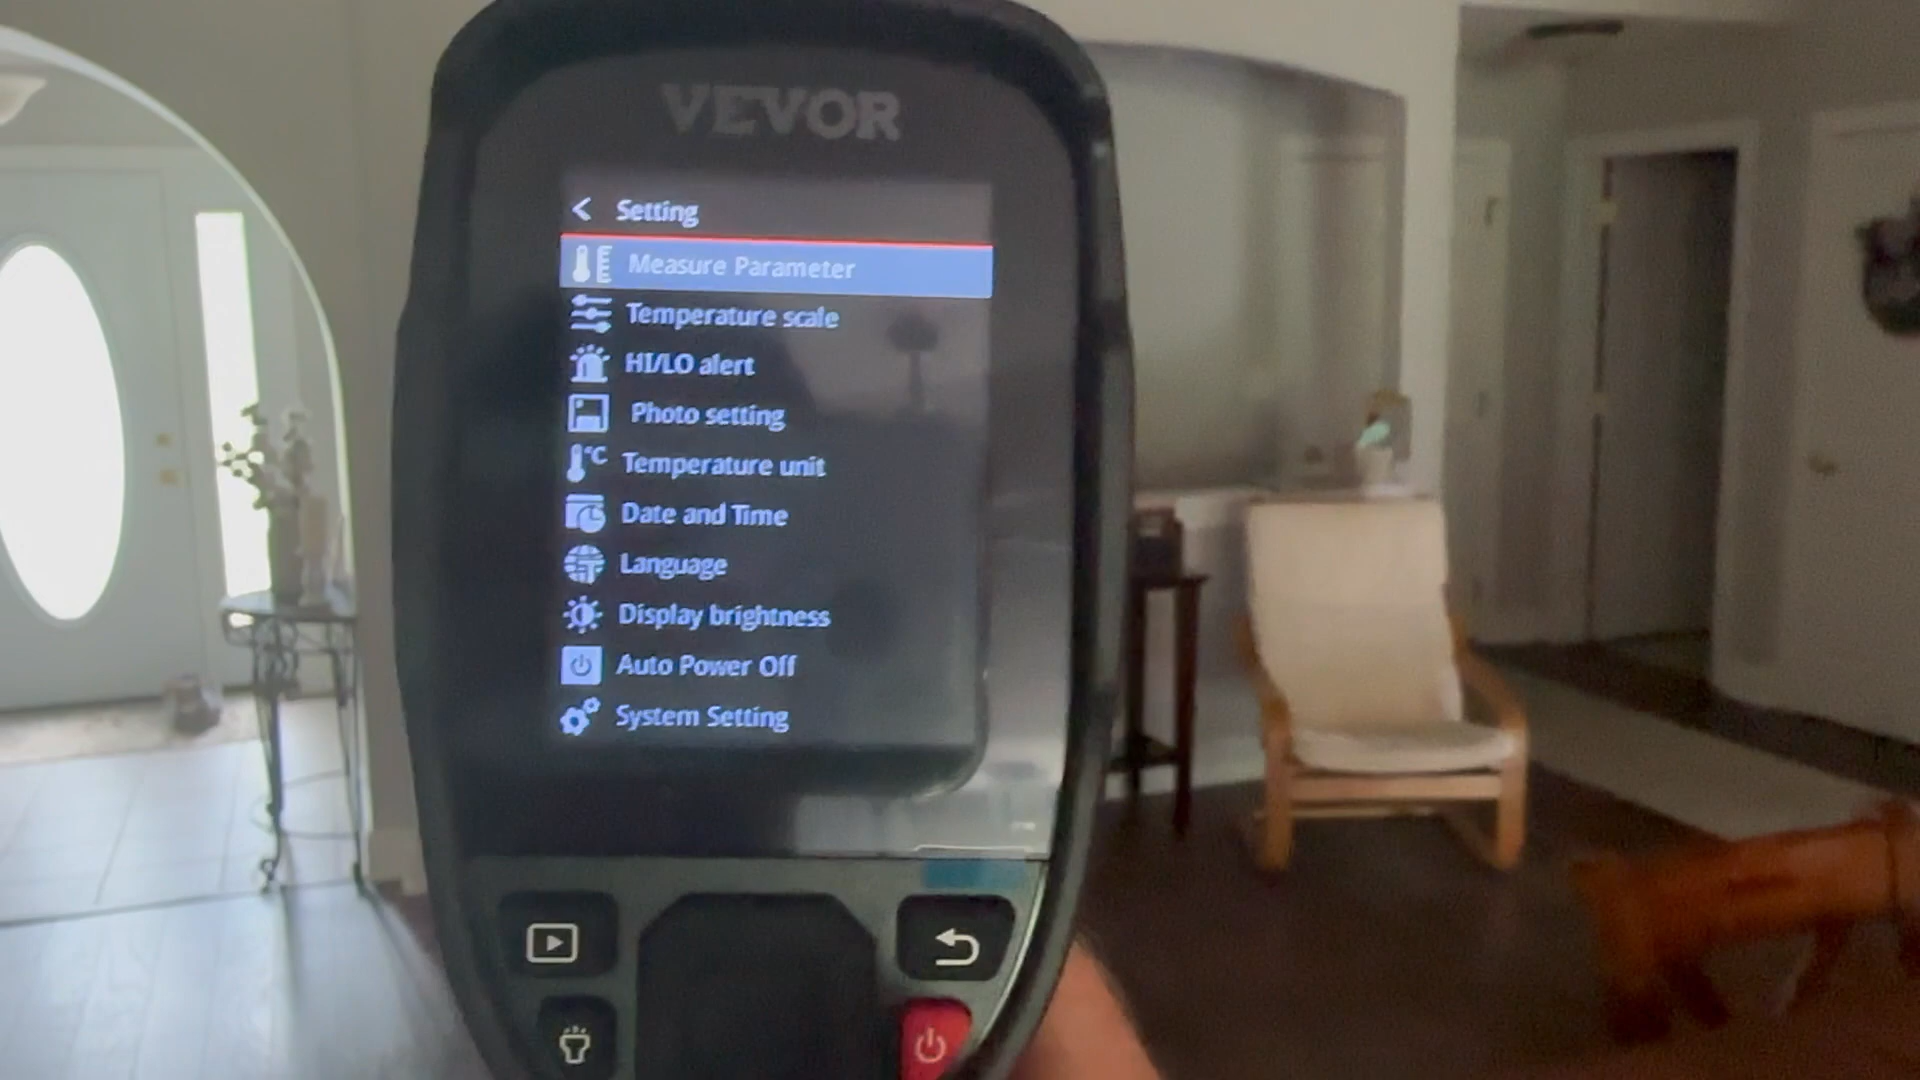 VEVOR
Setting
Measure Parameter
Temperature scale
HI/LO alert
Photo setting
°C
Temperature unit
Date and Time
Language
Display brightness
Auto Power Off
System Setting